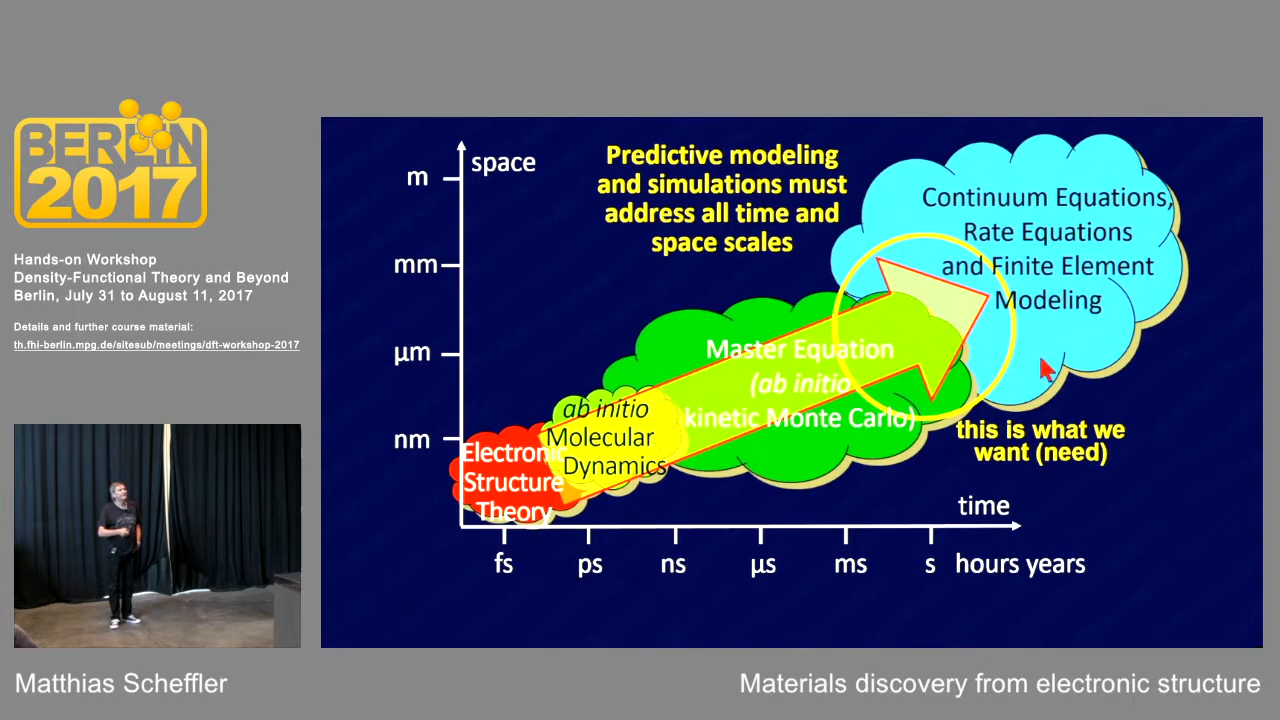 BERLIN
2017
Hands-on Workshop
Density-Functional Theory and Beyond
Berlin, July 31 to August 11, 2017
Details and further course material:
th.fhi-berlin.mpg.de/sitesub/meetings/dft-workshop-2017
Predictive modeling
and simulations must
address all time and
space scales
space
m
mm
µm
nm
Continuum Equations,
Rate Equations
and Finite Element
Modeling
Master Equation
(ab initio
kinetic Monte Carlo)
ab initio
Molecular
Dynamics
Electronic
Structure
Theory
this is what we
want (need)
time
fs ps ns µs ms s hours years
Matthias Scheffler
Materials discovery from electronic structure